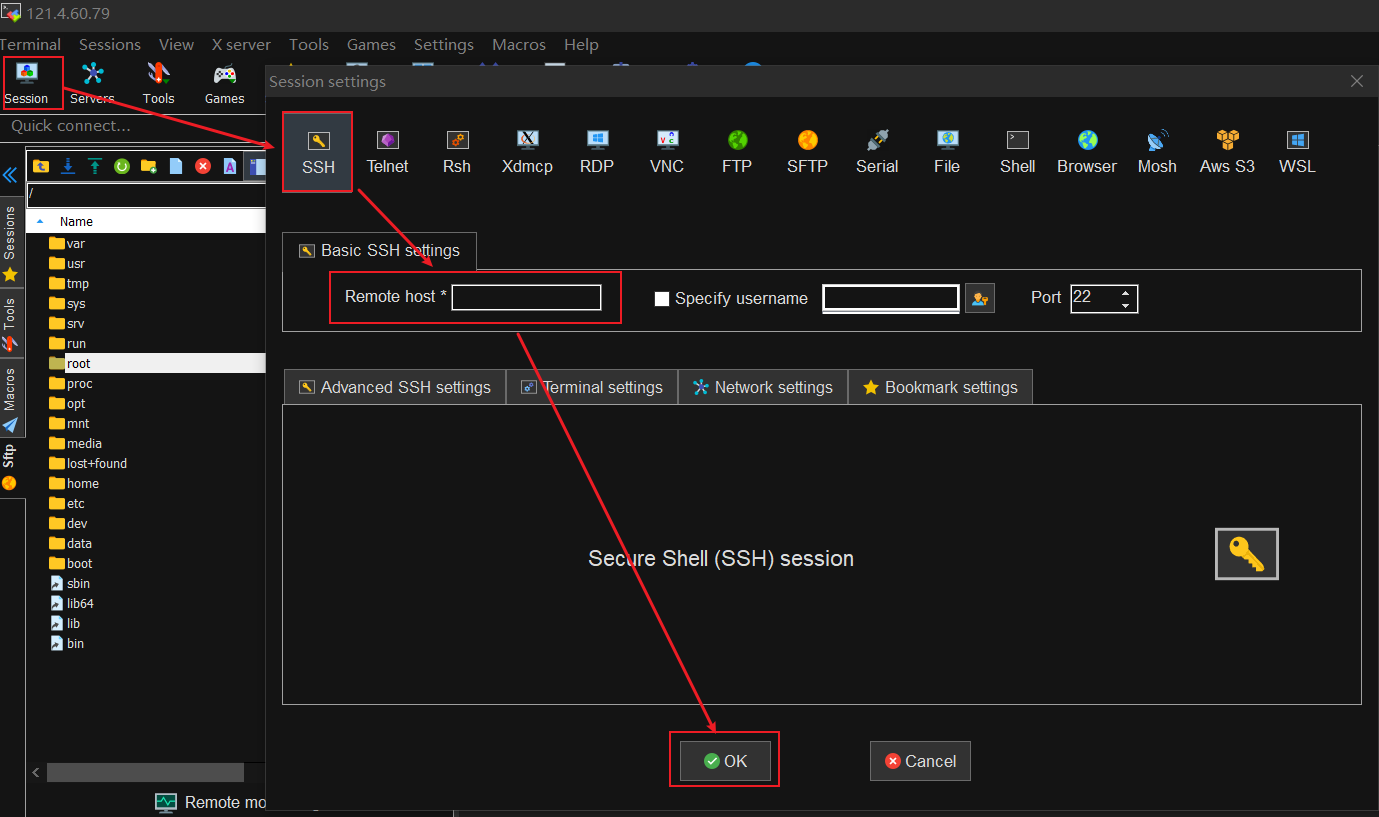 121.4.60.79
Terminal Sessions View X server Tools Games Settings Macros Help
Session Servers Tools Games
Session settings
Quick connect...
SSH Telnet Rsh Xdmcp RDP VNC FTP SFTP Serial File Shell Browser Mosh Aws S3 WSL
/
Name
var
usr
tmp
sys
srv
run
root
proc
opt
mnt
media
lost+found
home
etc
dev
data
boot
sbin
lib64
lib
bin
Sessions
Tools
Macros
Sftp
Basic SSH settings
Remote host * Specify username Port 22
Advanced SSH settings Terminal settings Network settings Bookmark settings
Secure Shell (SSH) session
OK Cancel
Remote mo